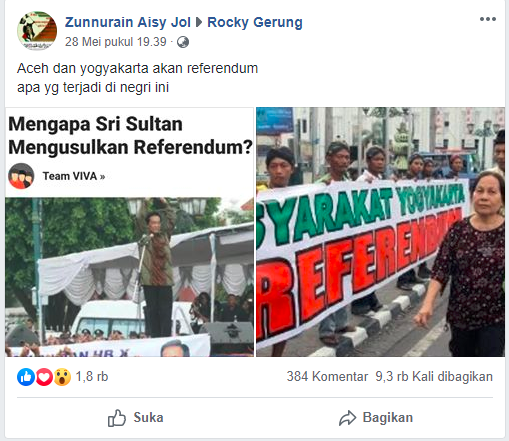 Zunnurain Aisy Jol Rocky Gerung
28 Mei pukul 19.39 ·
Aceh dan yogyakarta akan referendum
apa yg terjadi di negri ini
Mengapa Sri Sultan
Mengusulkan Referendum?
Team VIVA »
HB X
SYARAKAT YOGYAKARTA
REFERENDUM
1,8 rb
384 Komentar 9,3 rb Kali dibagikan
Suka
Bagikan